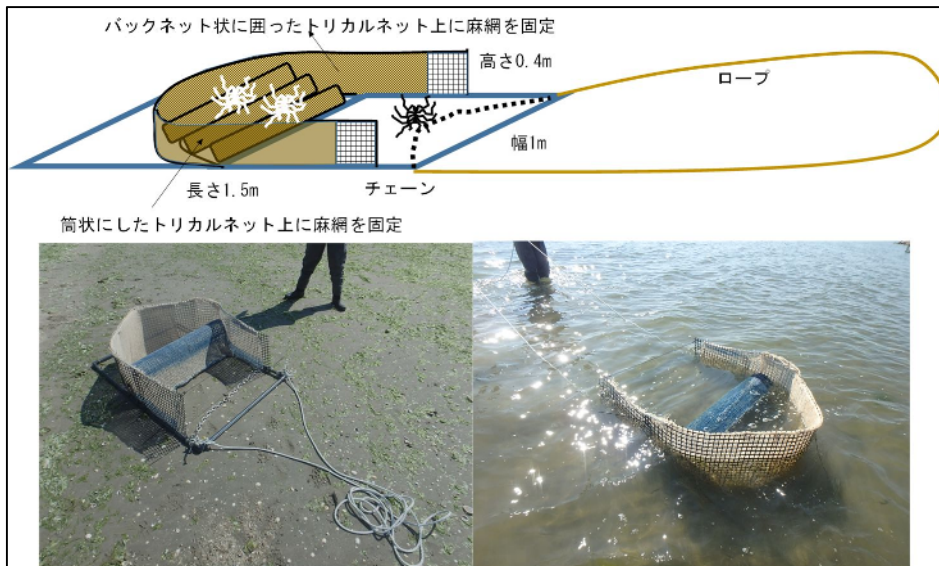 バックネット状に囲ったトリカルネット上に麻網を固定
高さ0.4m
ロープ
幅1m
長さ1.5m
チェーン
筒状にしたトリカルネット上に麻網を固定